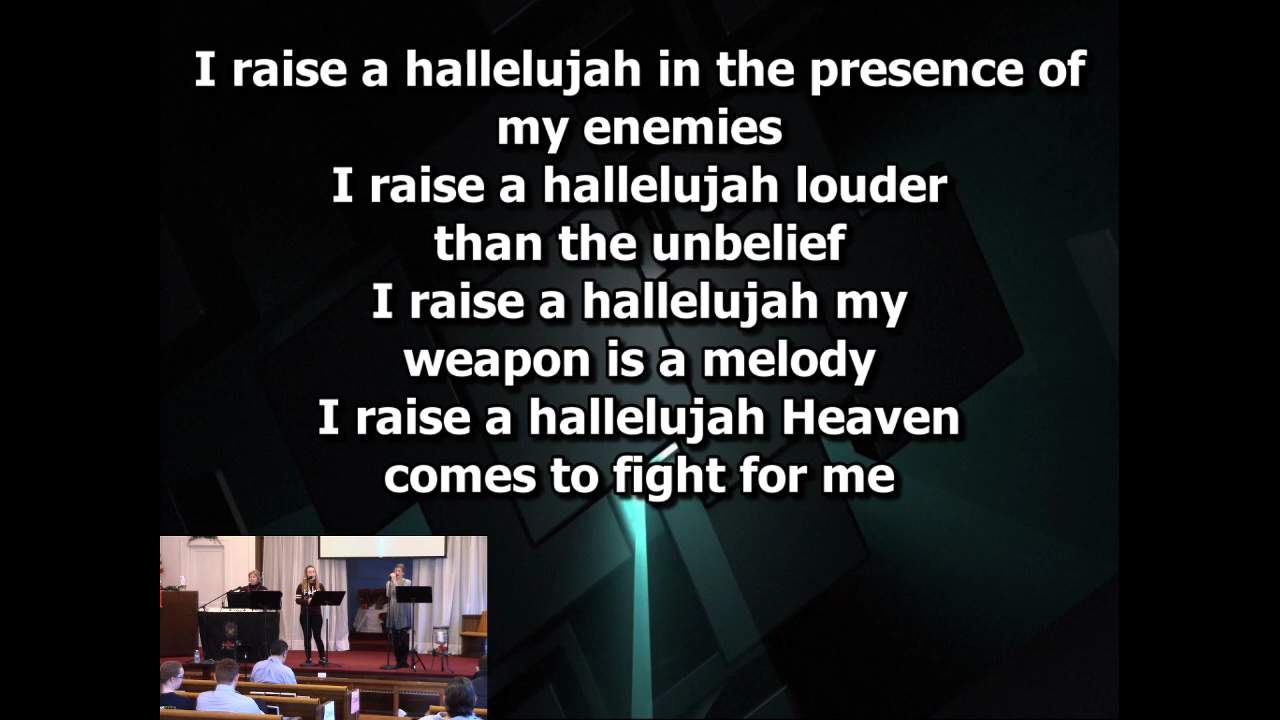 I raise a hallelujah in the presence of
my enemies
I raise a hallelujah louder
than the unbelief
I raise a hallelujah my
weapon is a melody
I raise a hallelujah Heaven
comes to fight for me